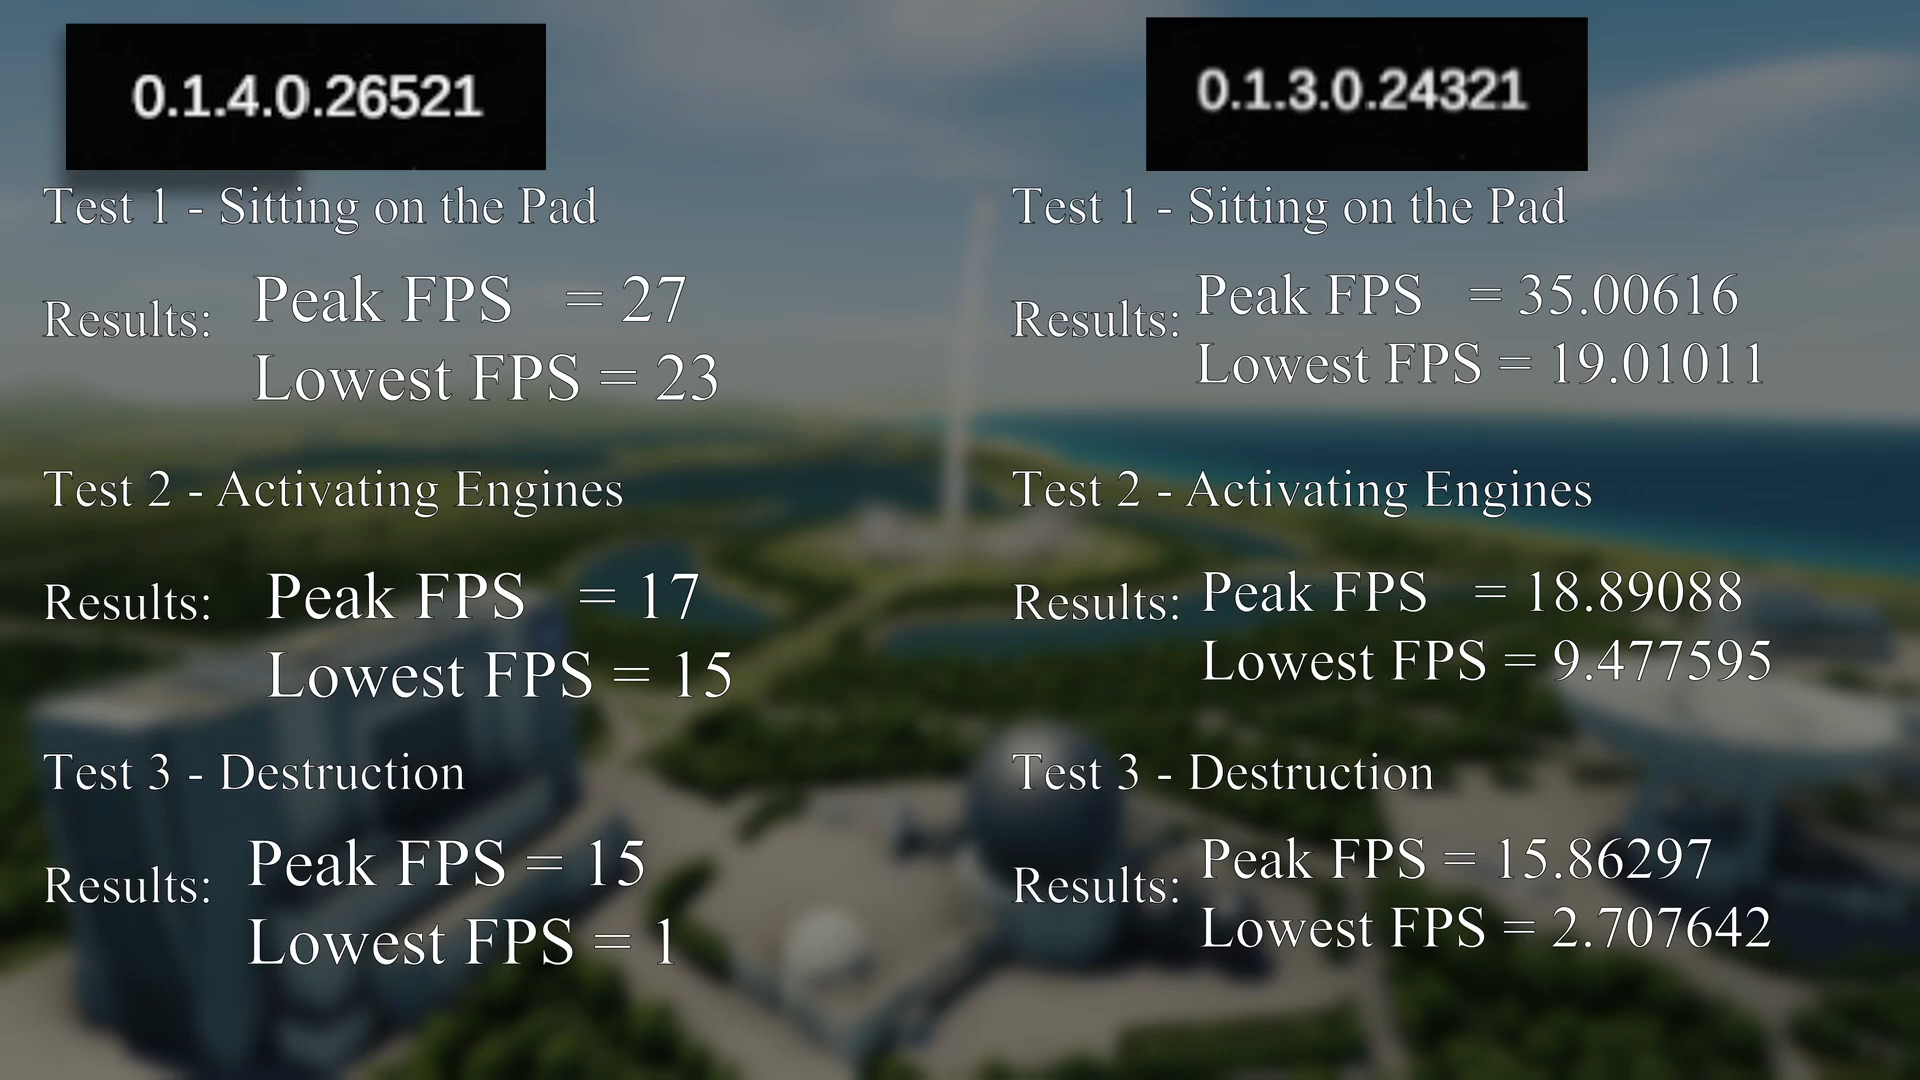 0.1.4.0.26521
Test 1 - Sitting on the Pad
Results:
Peak FPS = 27
Lowest FPS = 23
Test 2 - Activating Engines
Results:
Peak FPS = 17
Lowest FPS = 15
Test 3 - Destruction
Results:
Peak FPS = 15
Lowest FPS = 1
0.1.3.0.24321
Test 1 - Sitting on the Pad
Results:
Peak FPS = 35.00616
Lowest FPS = 19.01011
Test 2 - Activating Engines
Results:
Peak FPS = 18.89088
Lowest FPS = 9.477595
Test 3 - Destruction
Results:
Peak FPS = 15.86297
Lowest FPS = 2.707642